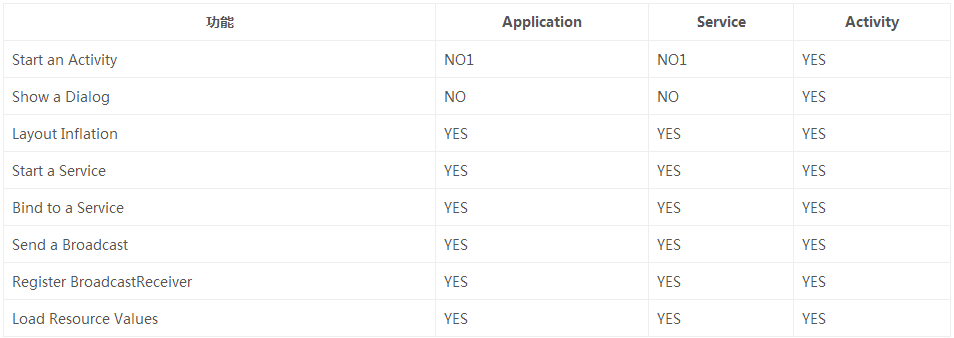 功能 Application Service Activity
Start an Activity NO1 NO1 YES
Show a Dialog NO NO YES
Layout Inflation YES YES YES
Start a Service YES YES YES
Bind to a Service YES YES YES
Send a Broadcast YES YES YES
Register BroadcastReceiver YES YES YES
Load Resource Values YES YES YES